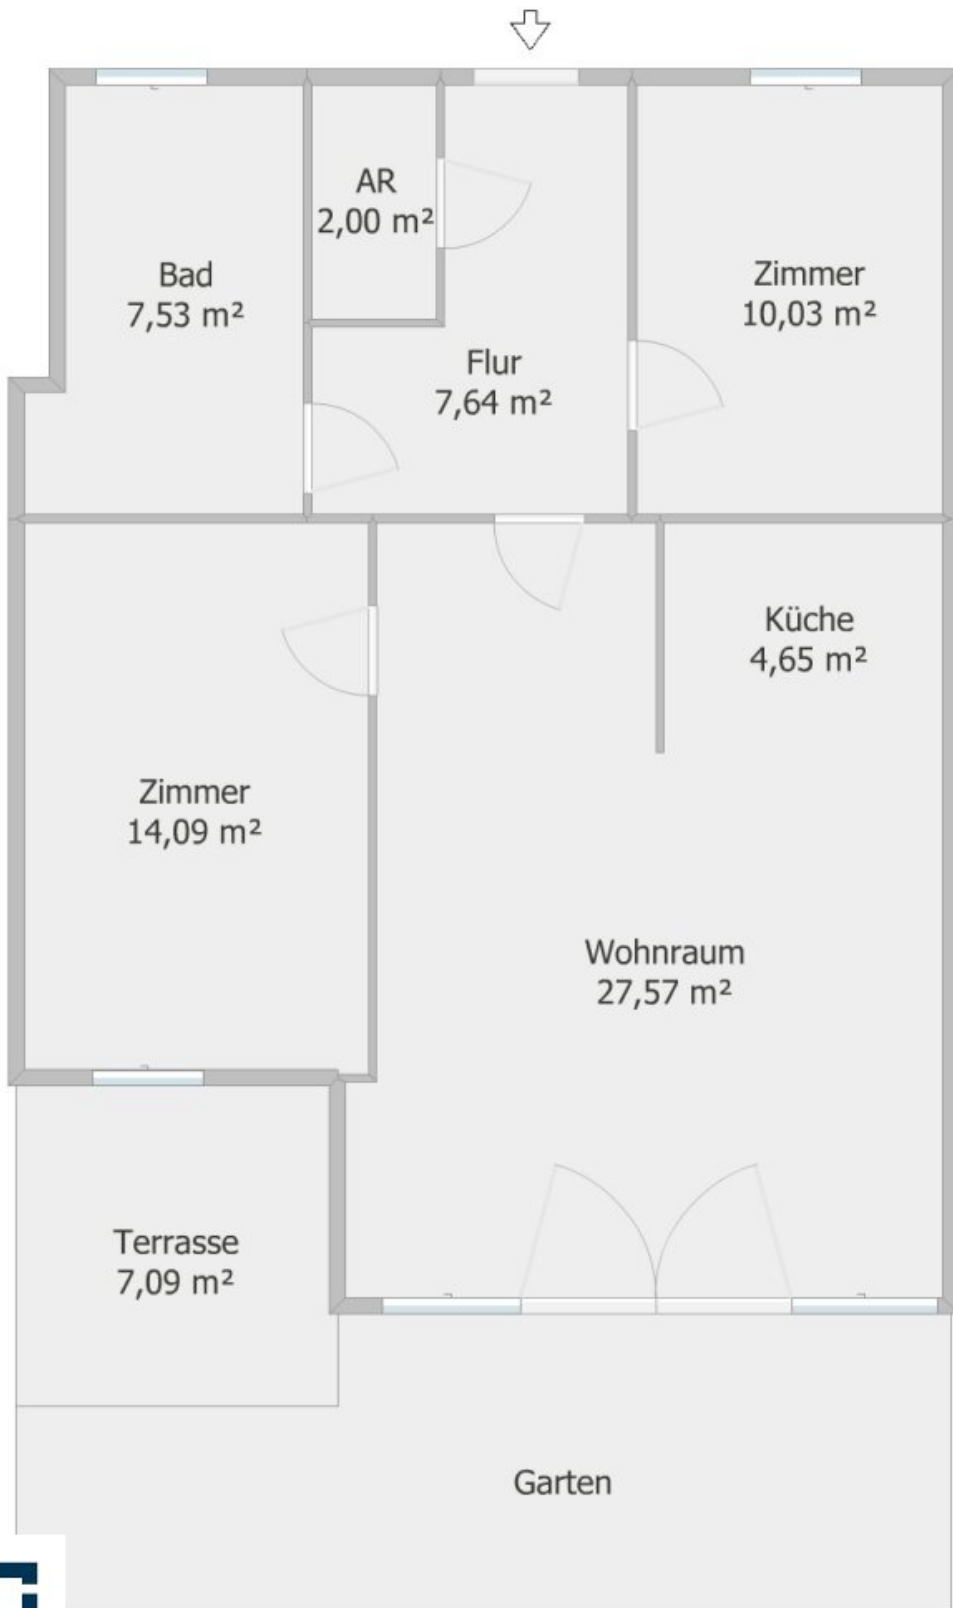 AR
2,00 m²
Bad
7,53 m²
Zimmer
10,03 m²
Flur
7,64 m²
Küche
4,65 m²
Zimmer
14,09 m²
Wohnraum
27,57 m²
Terrasse
7,09 m²
Garten